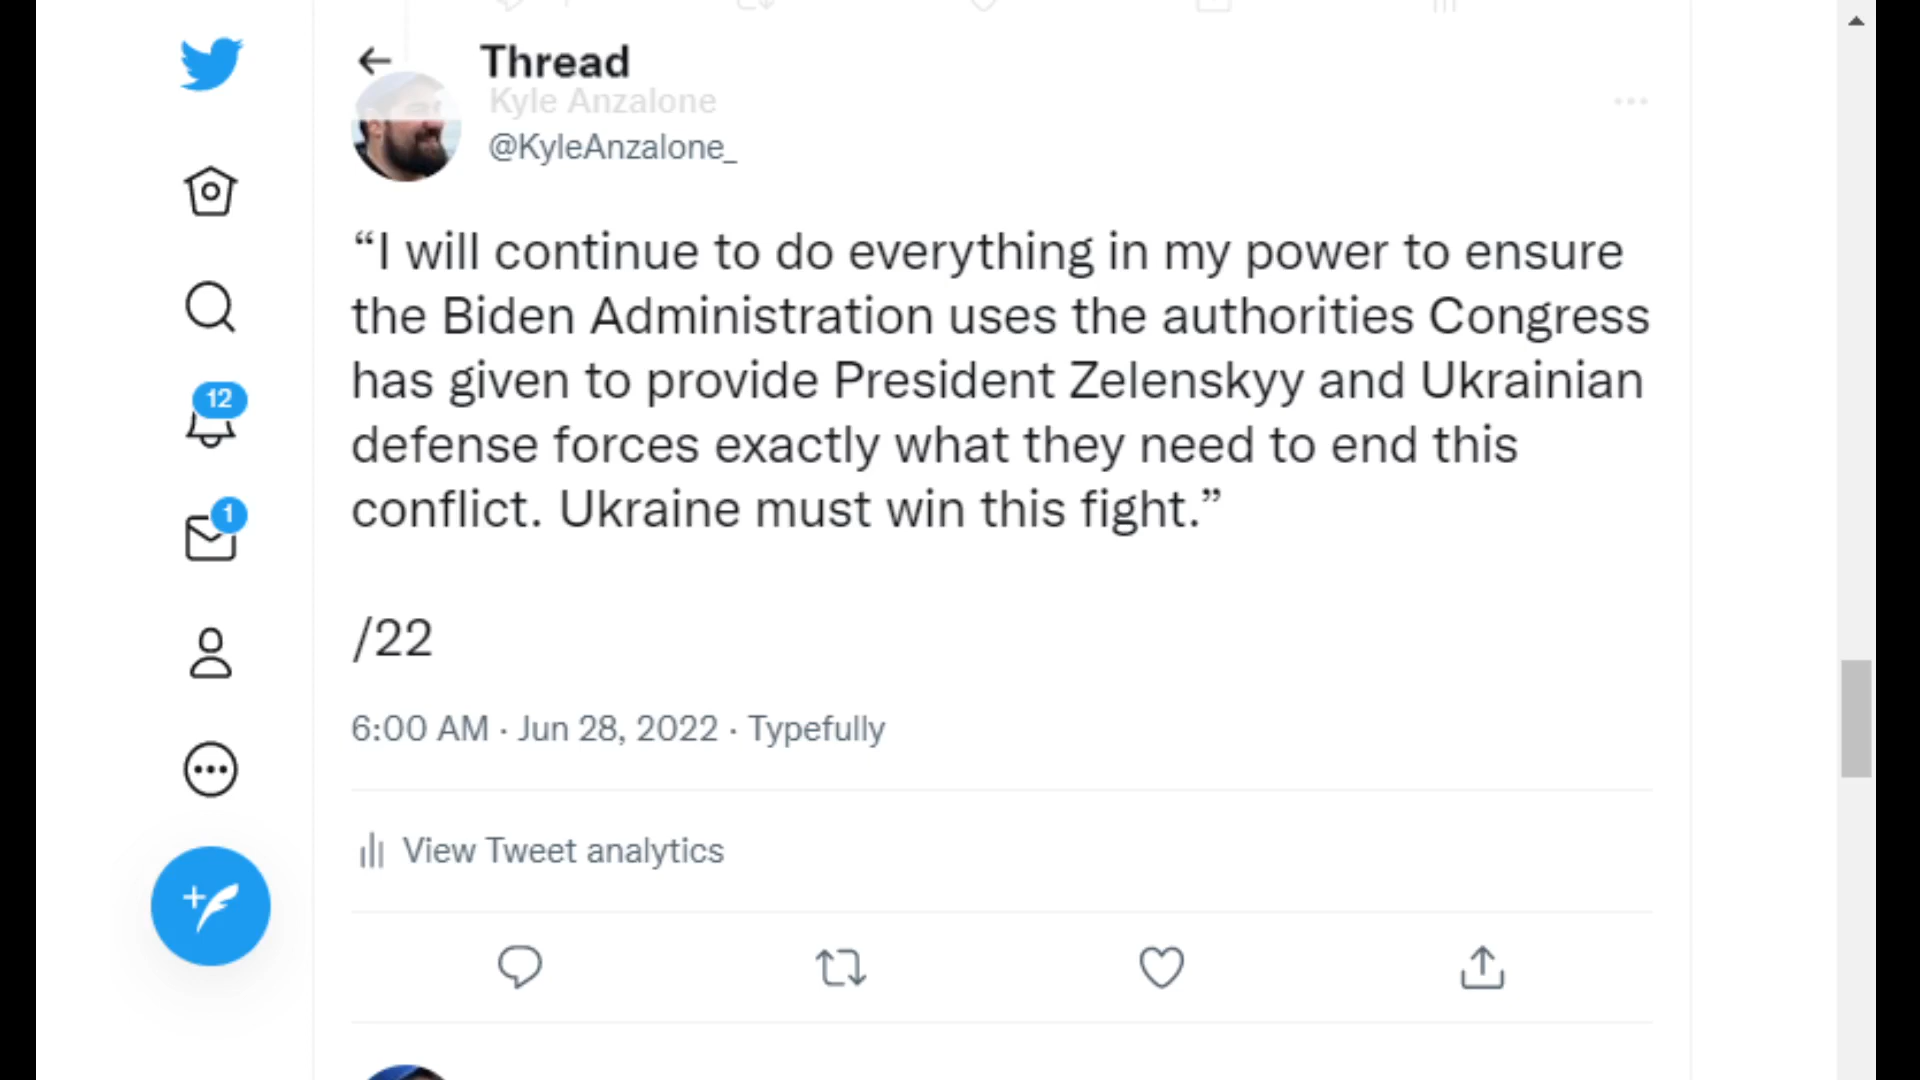 Thread
Kyle Anzalone
@KyleAnzalone_
“I will continue to do everything in my power to ensure
the Biden Administration uses the authorities Congress
has given to provide President Zelenskyy and Ukrainian
12
defense forces exactly what they need to end this
conflict. Ukraine must win this fight.”
1
/22
6:00 AM · Jun 28, 2022 · Typefully
View Tweet analytics